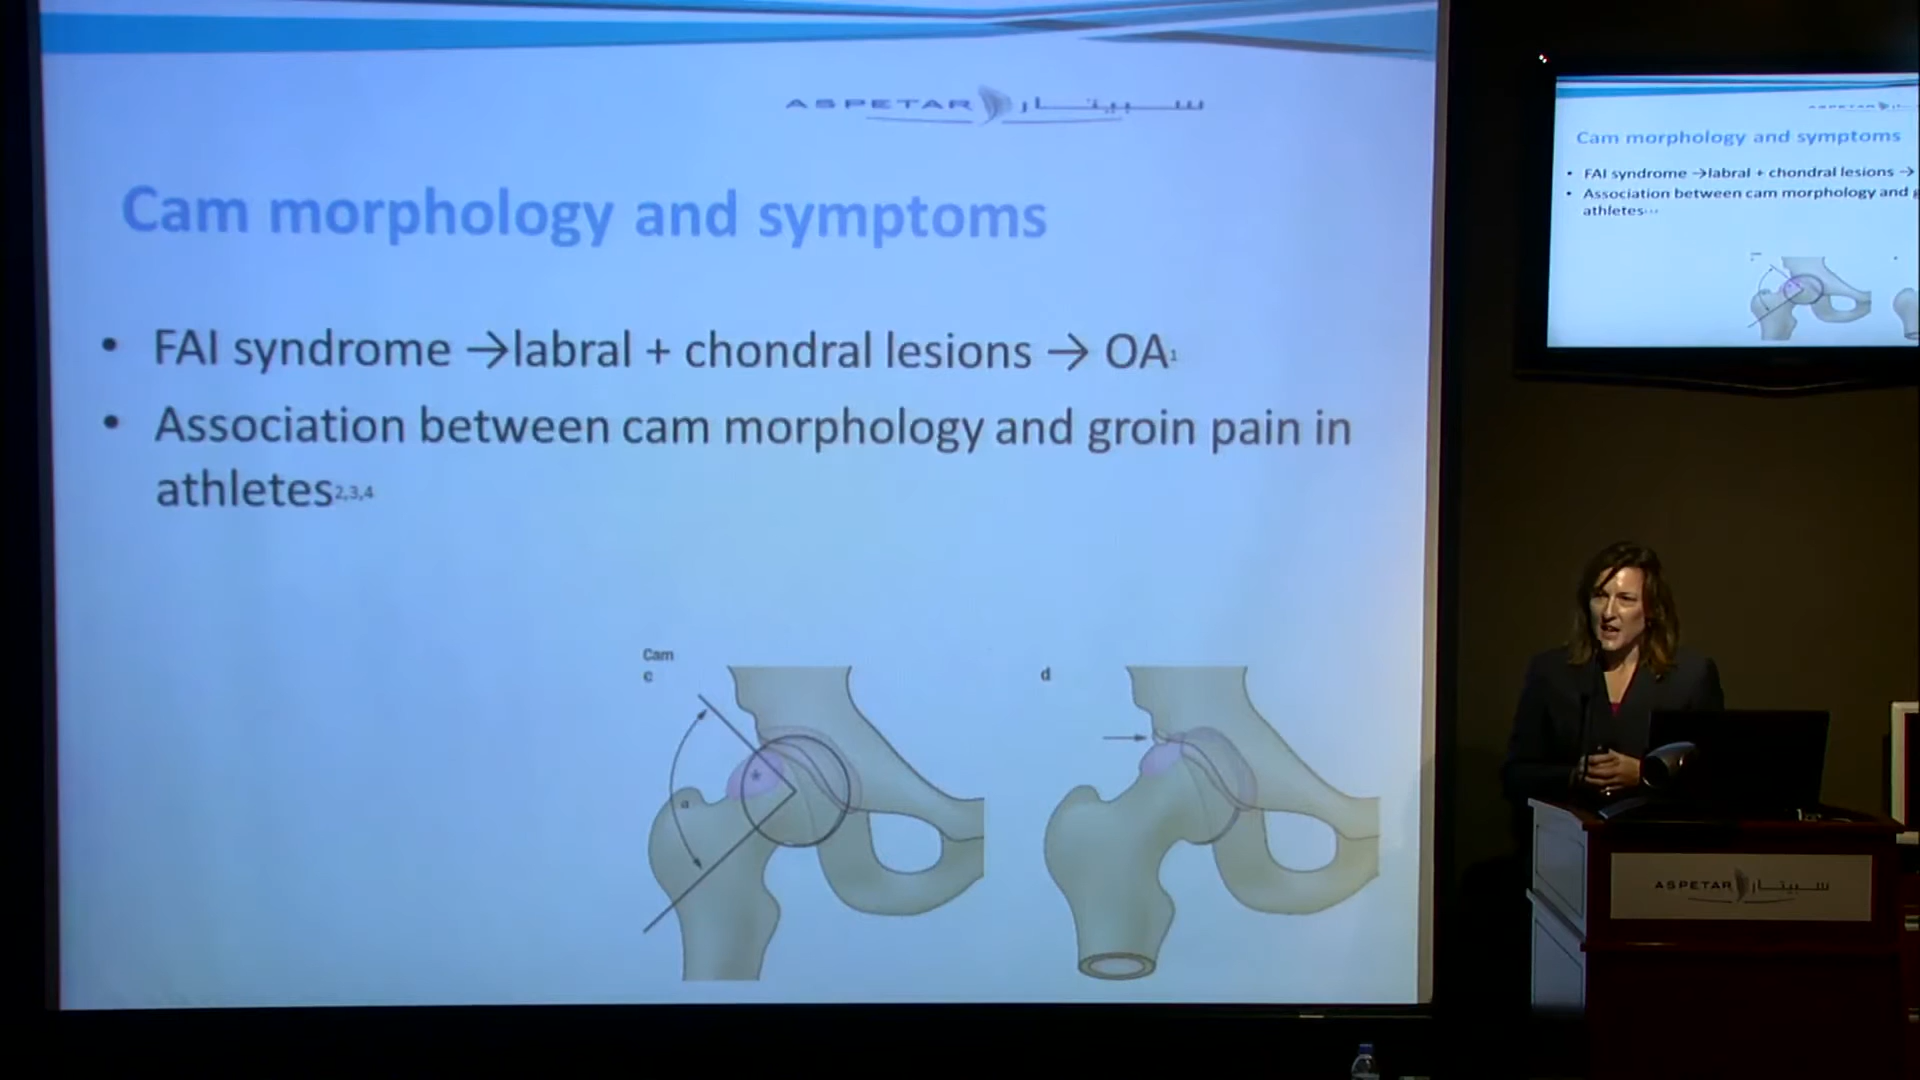 ASPETAR سبيتار
Cam morphology and symptoms
• FAI syndrome →labral + chondral lesions → OA1
• Association between cam morphology and groin pain in
athletes2,3,4
Cam
c
d
*
α
ASPETAR
Cam morphology and symptoms
• FAI syndrome →labral + chondral lesions →
• Association between cam morphology and
athletes
ASPETAR سبيتار